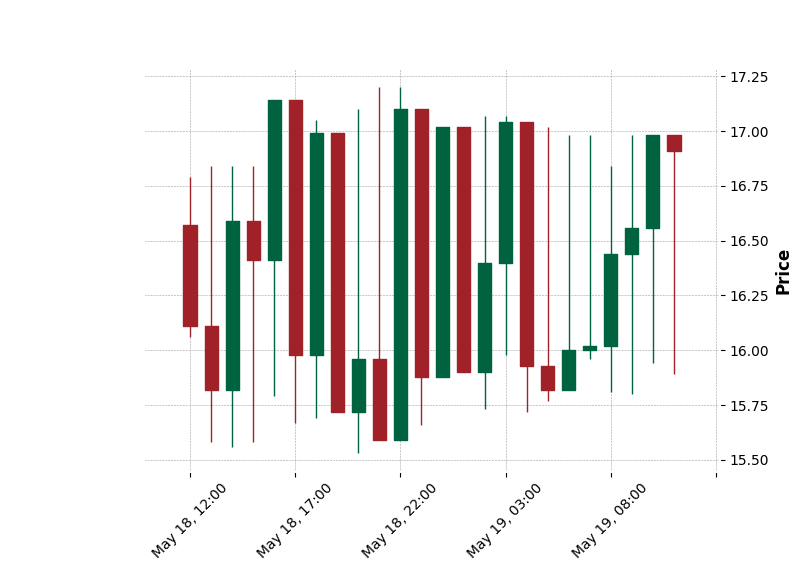 17.25
17.00
16.75
16.50
16.25
16.00
15.75
15.50
Price
May 18, 12:00
May 18, 17:00
May 18, 22:00
May 19, 03:00
May 19, 08:00